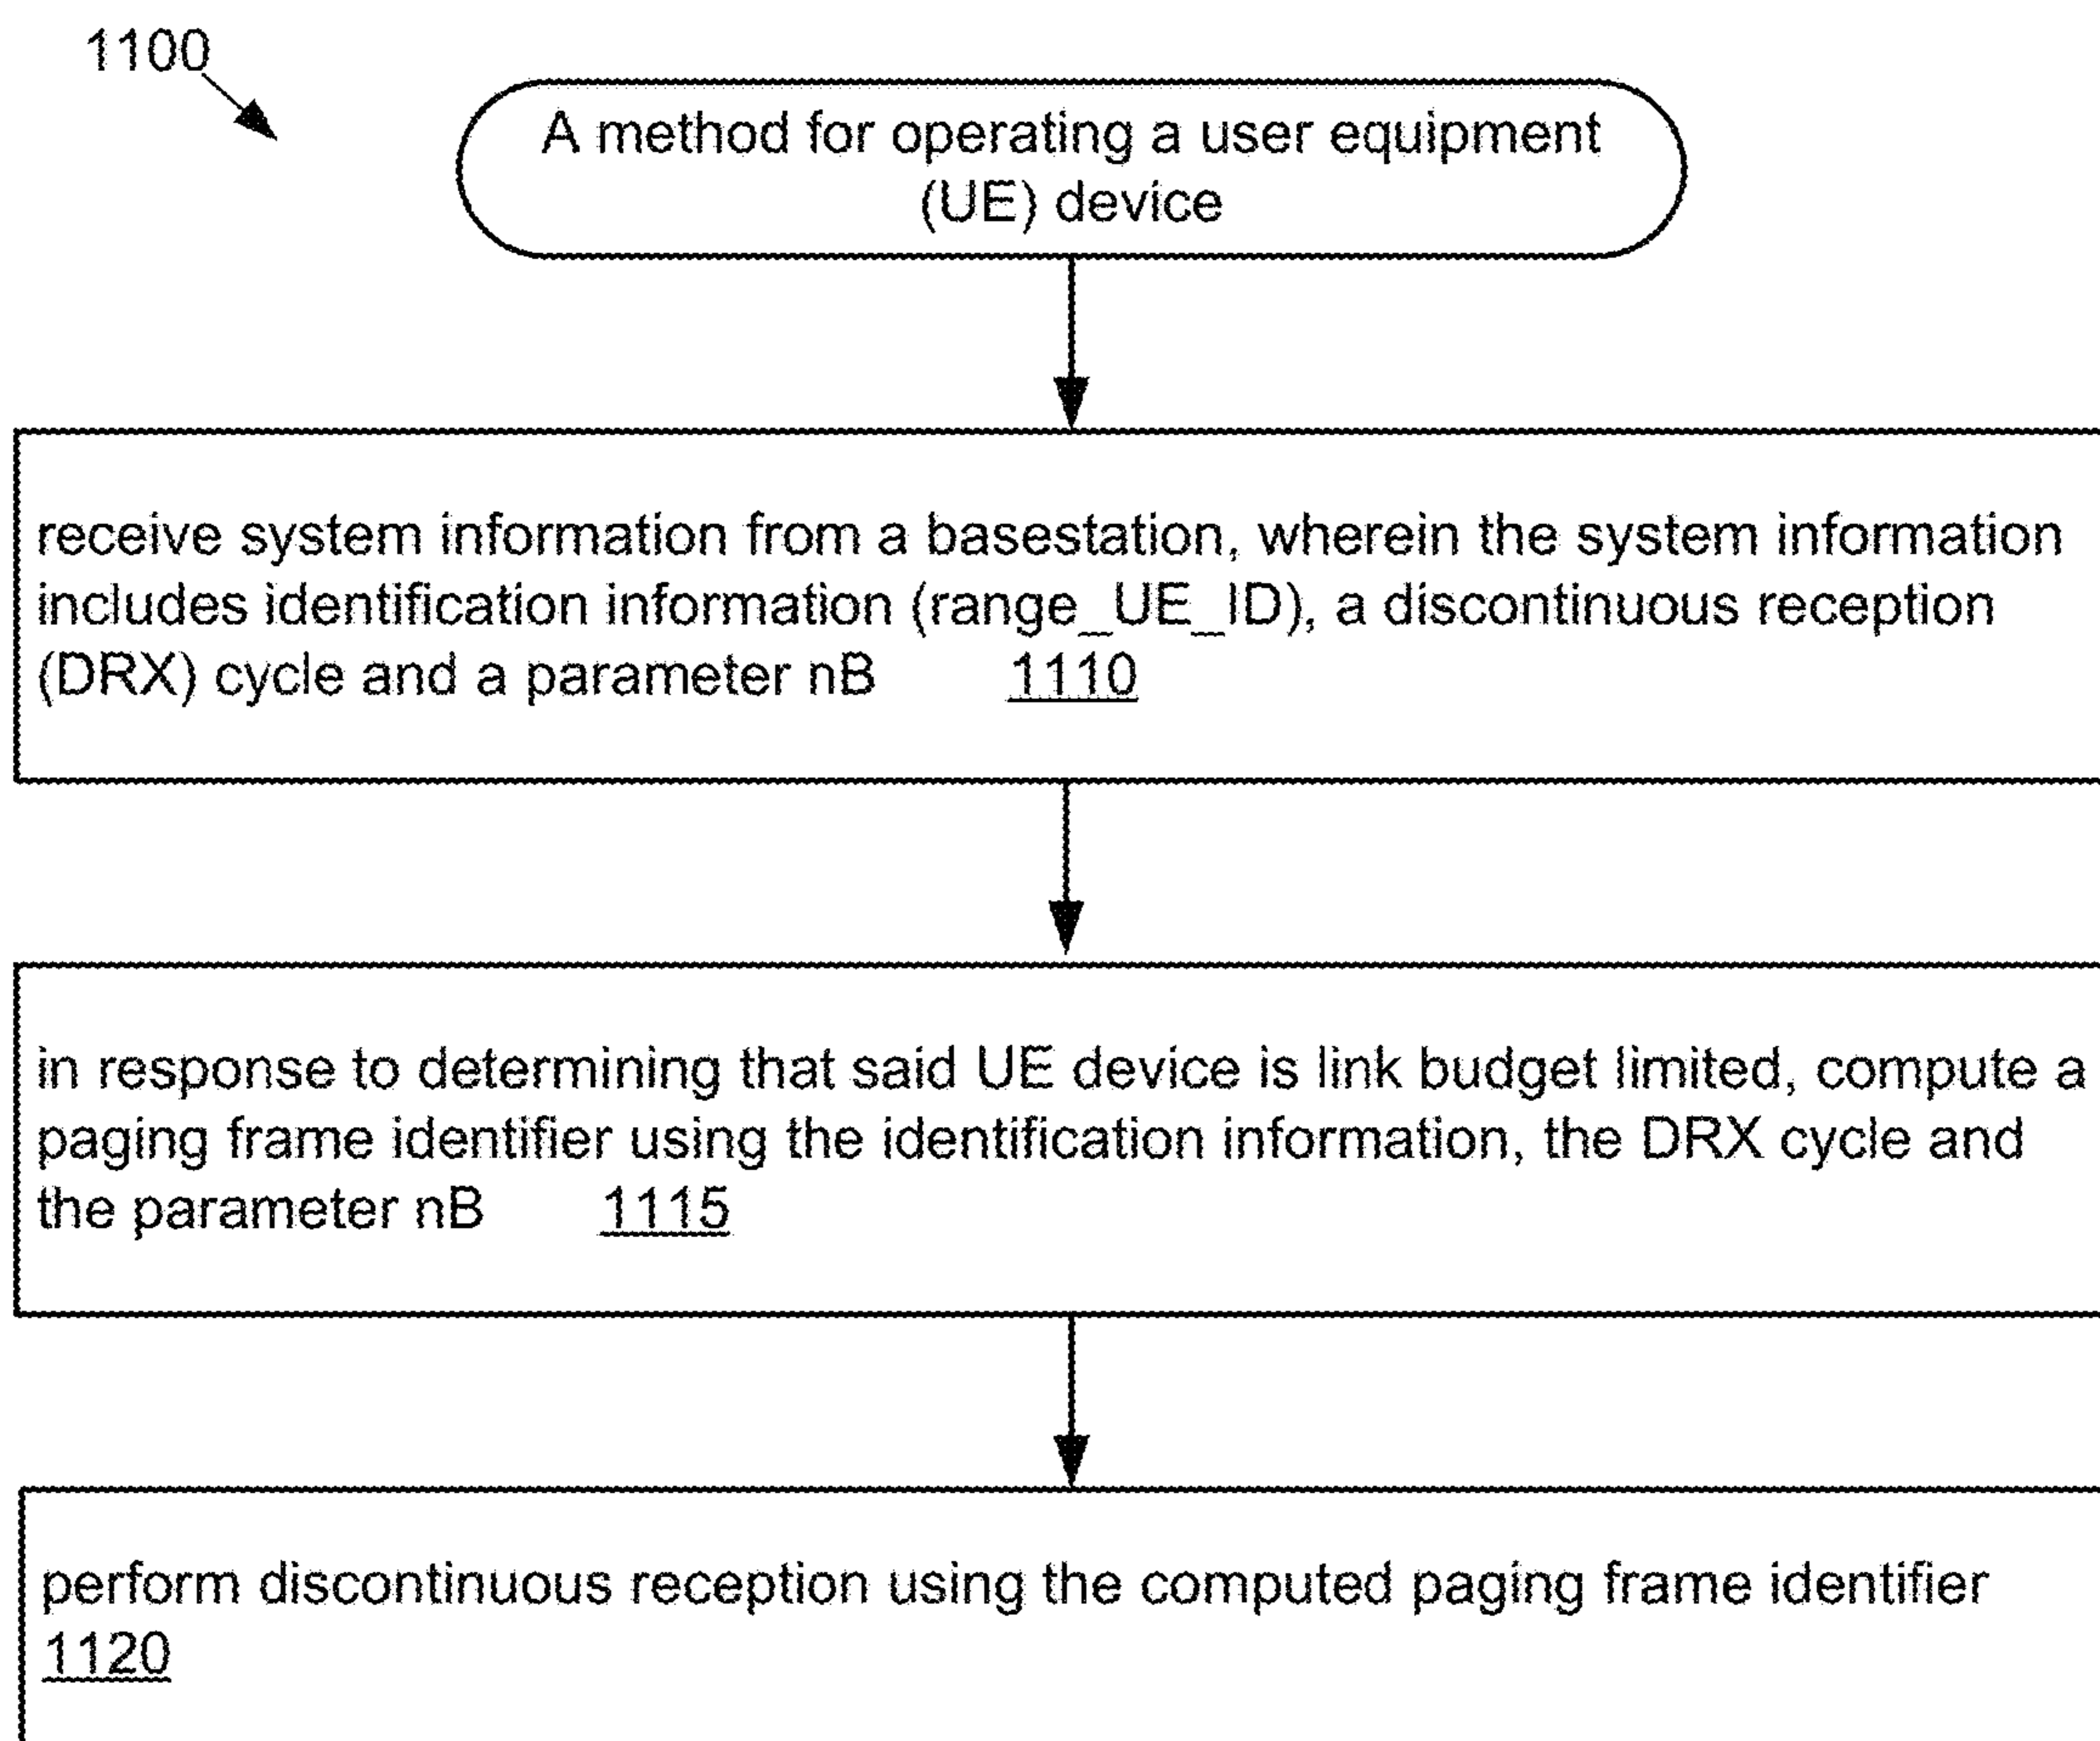 1100
A method for operating a user equipment
(UE) device
receive system information from a basestation, wherein the system information
includes identification information (range_UE_ID), a discontinuous reception
(DRX) cycle and a parameter nB 1110
in response to determining that said UE device is link budget limited, compute a
paging frame identifier using the identification information, the DRX cycle and
the parameter nB 1115
perform discontinuous reception using the computed paging frame identifier
1120